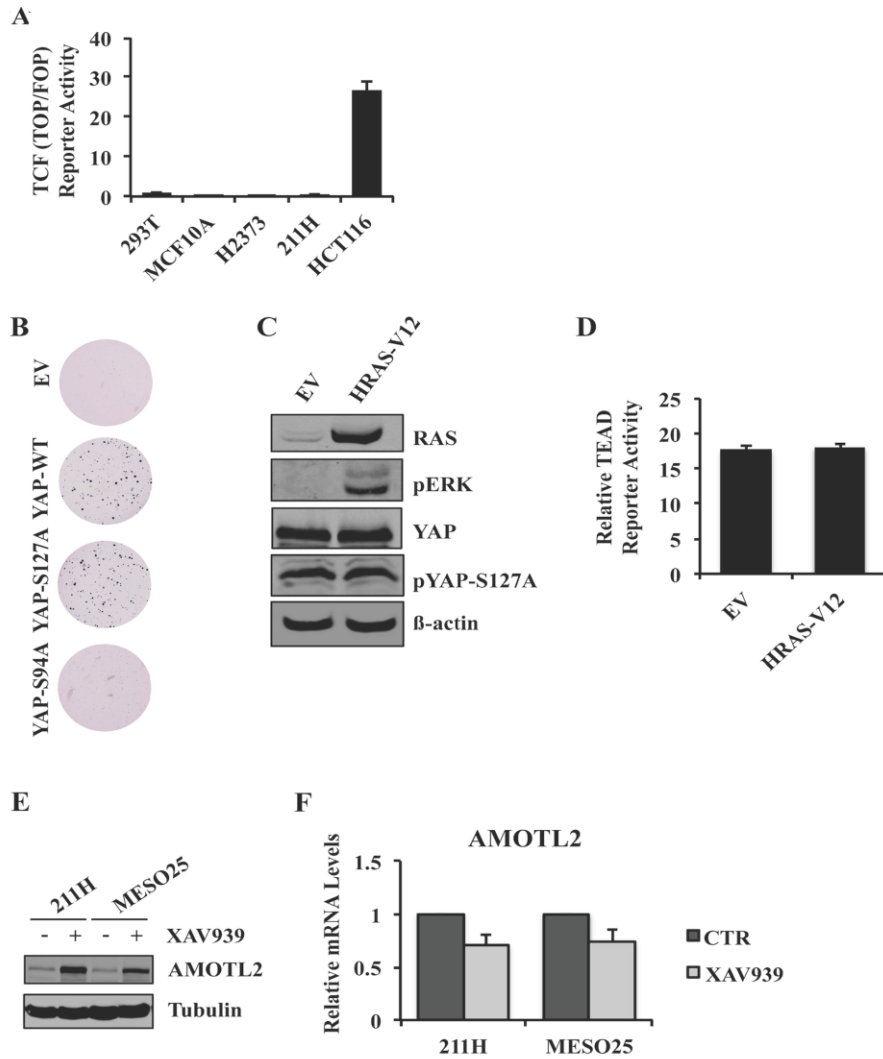 A
TCF (TOP/FOP)
Reporter Activity
40
30
20
10
0
293T
MCF10A
H2373
211H
HCT116
B
EV
YAP-WT
YAP-S127A
YAP-S94A
C
EV
HRAS-V12
RAS
pERK
YAP
pYAP-S127A
ß-actin
D
Relative TEAD
Reporter Activity
25
20
15
10
5
0
EV
HRAS-V12
E
211H
MESO25
- + - + XAV939
AMOTL2
Tubulin
F
AMOTL2
Relative mRNA Levels
1.5
1
0.5
0
211H
MESO25
CTR
XAV939